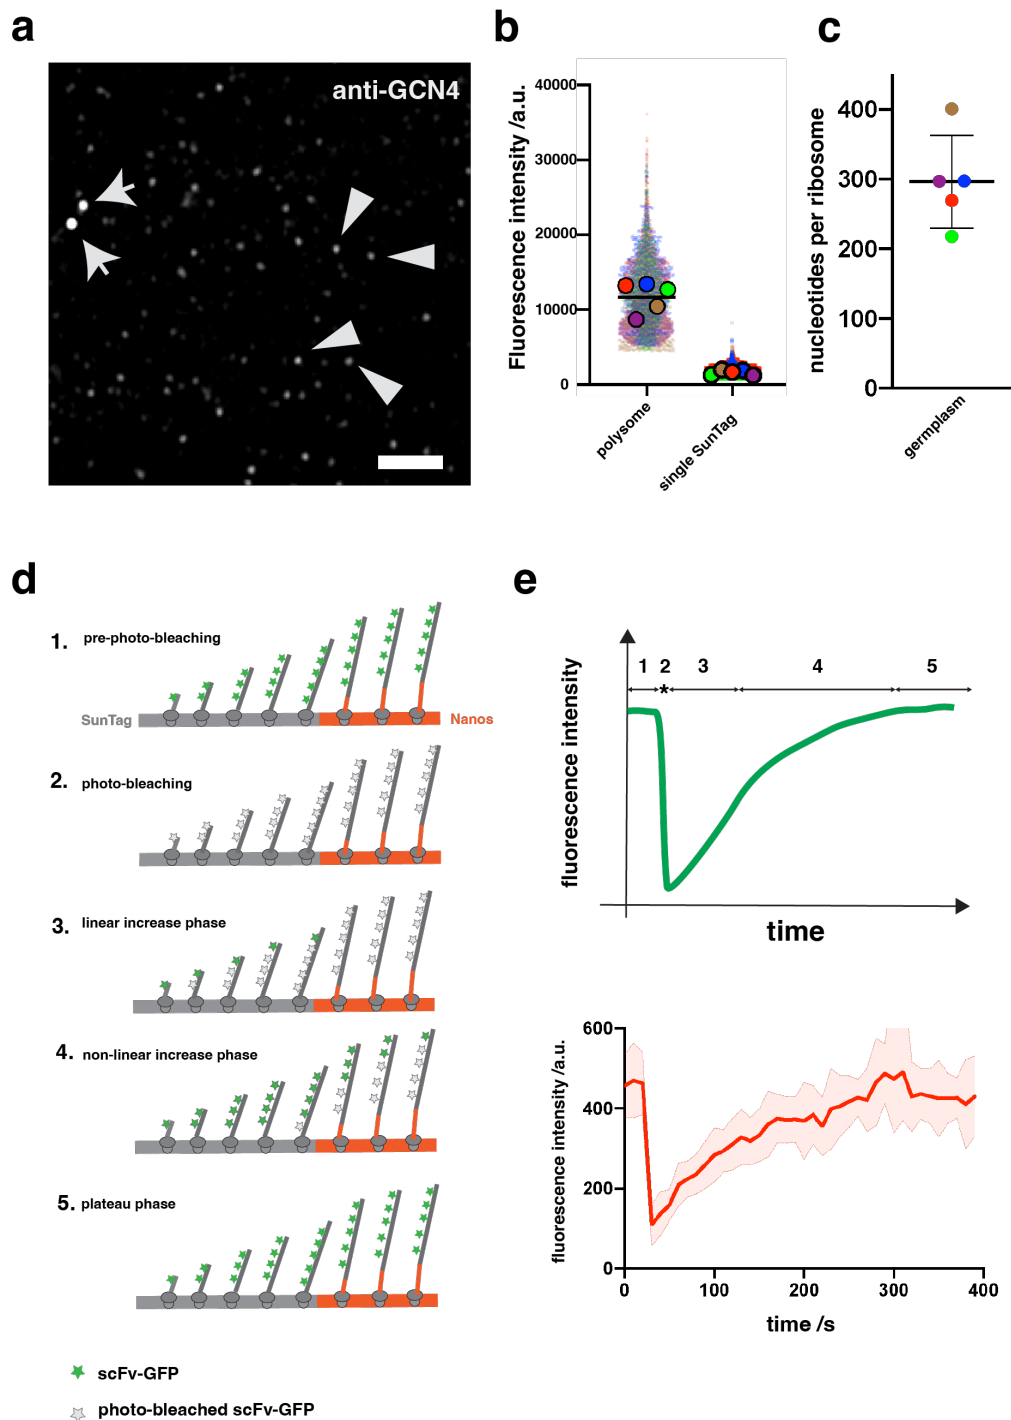 a
anti-GCN4
b
Fluorescence intensity /a.u.
40000
30000
20000
10000
0
polysome
single SunTag
c
nucleotides per ribosome
400
300
200
100
0
germplasm
d
1. pre-photo-bleaching
SunTag
Nanos
2. photo-bleaching
3. linear increase phase
4. non-linear increase phase
5. plateau phase
scFv-GFP
photo-bleached scFv-GFP
e
fluorescence intensity
1 2 3 4 5
*
time
fluorescence intensity /a.u.
600
400
200
0
0 100 200 300 400
time /s